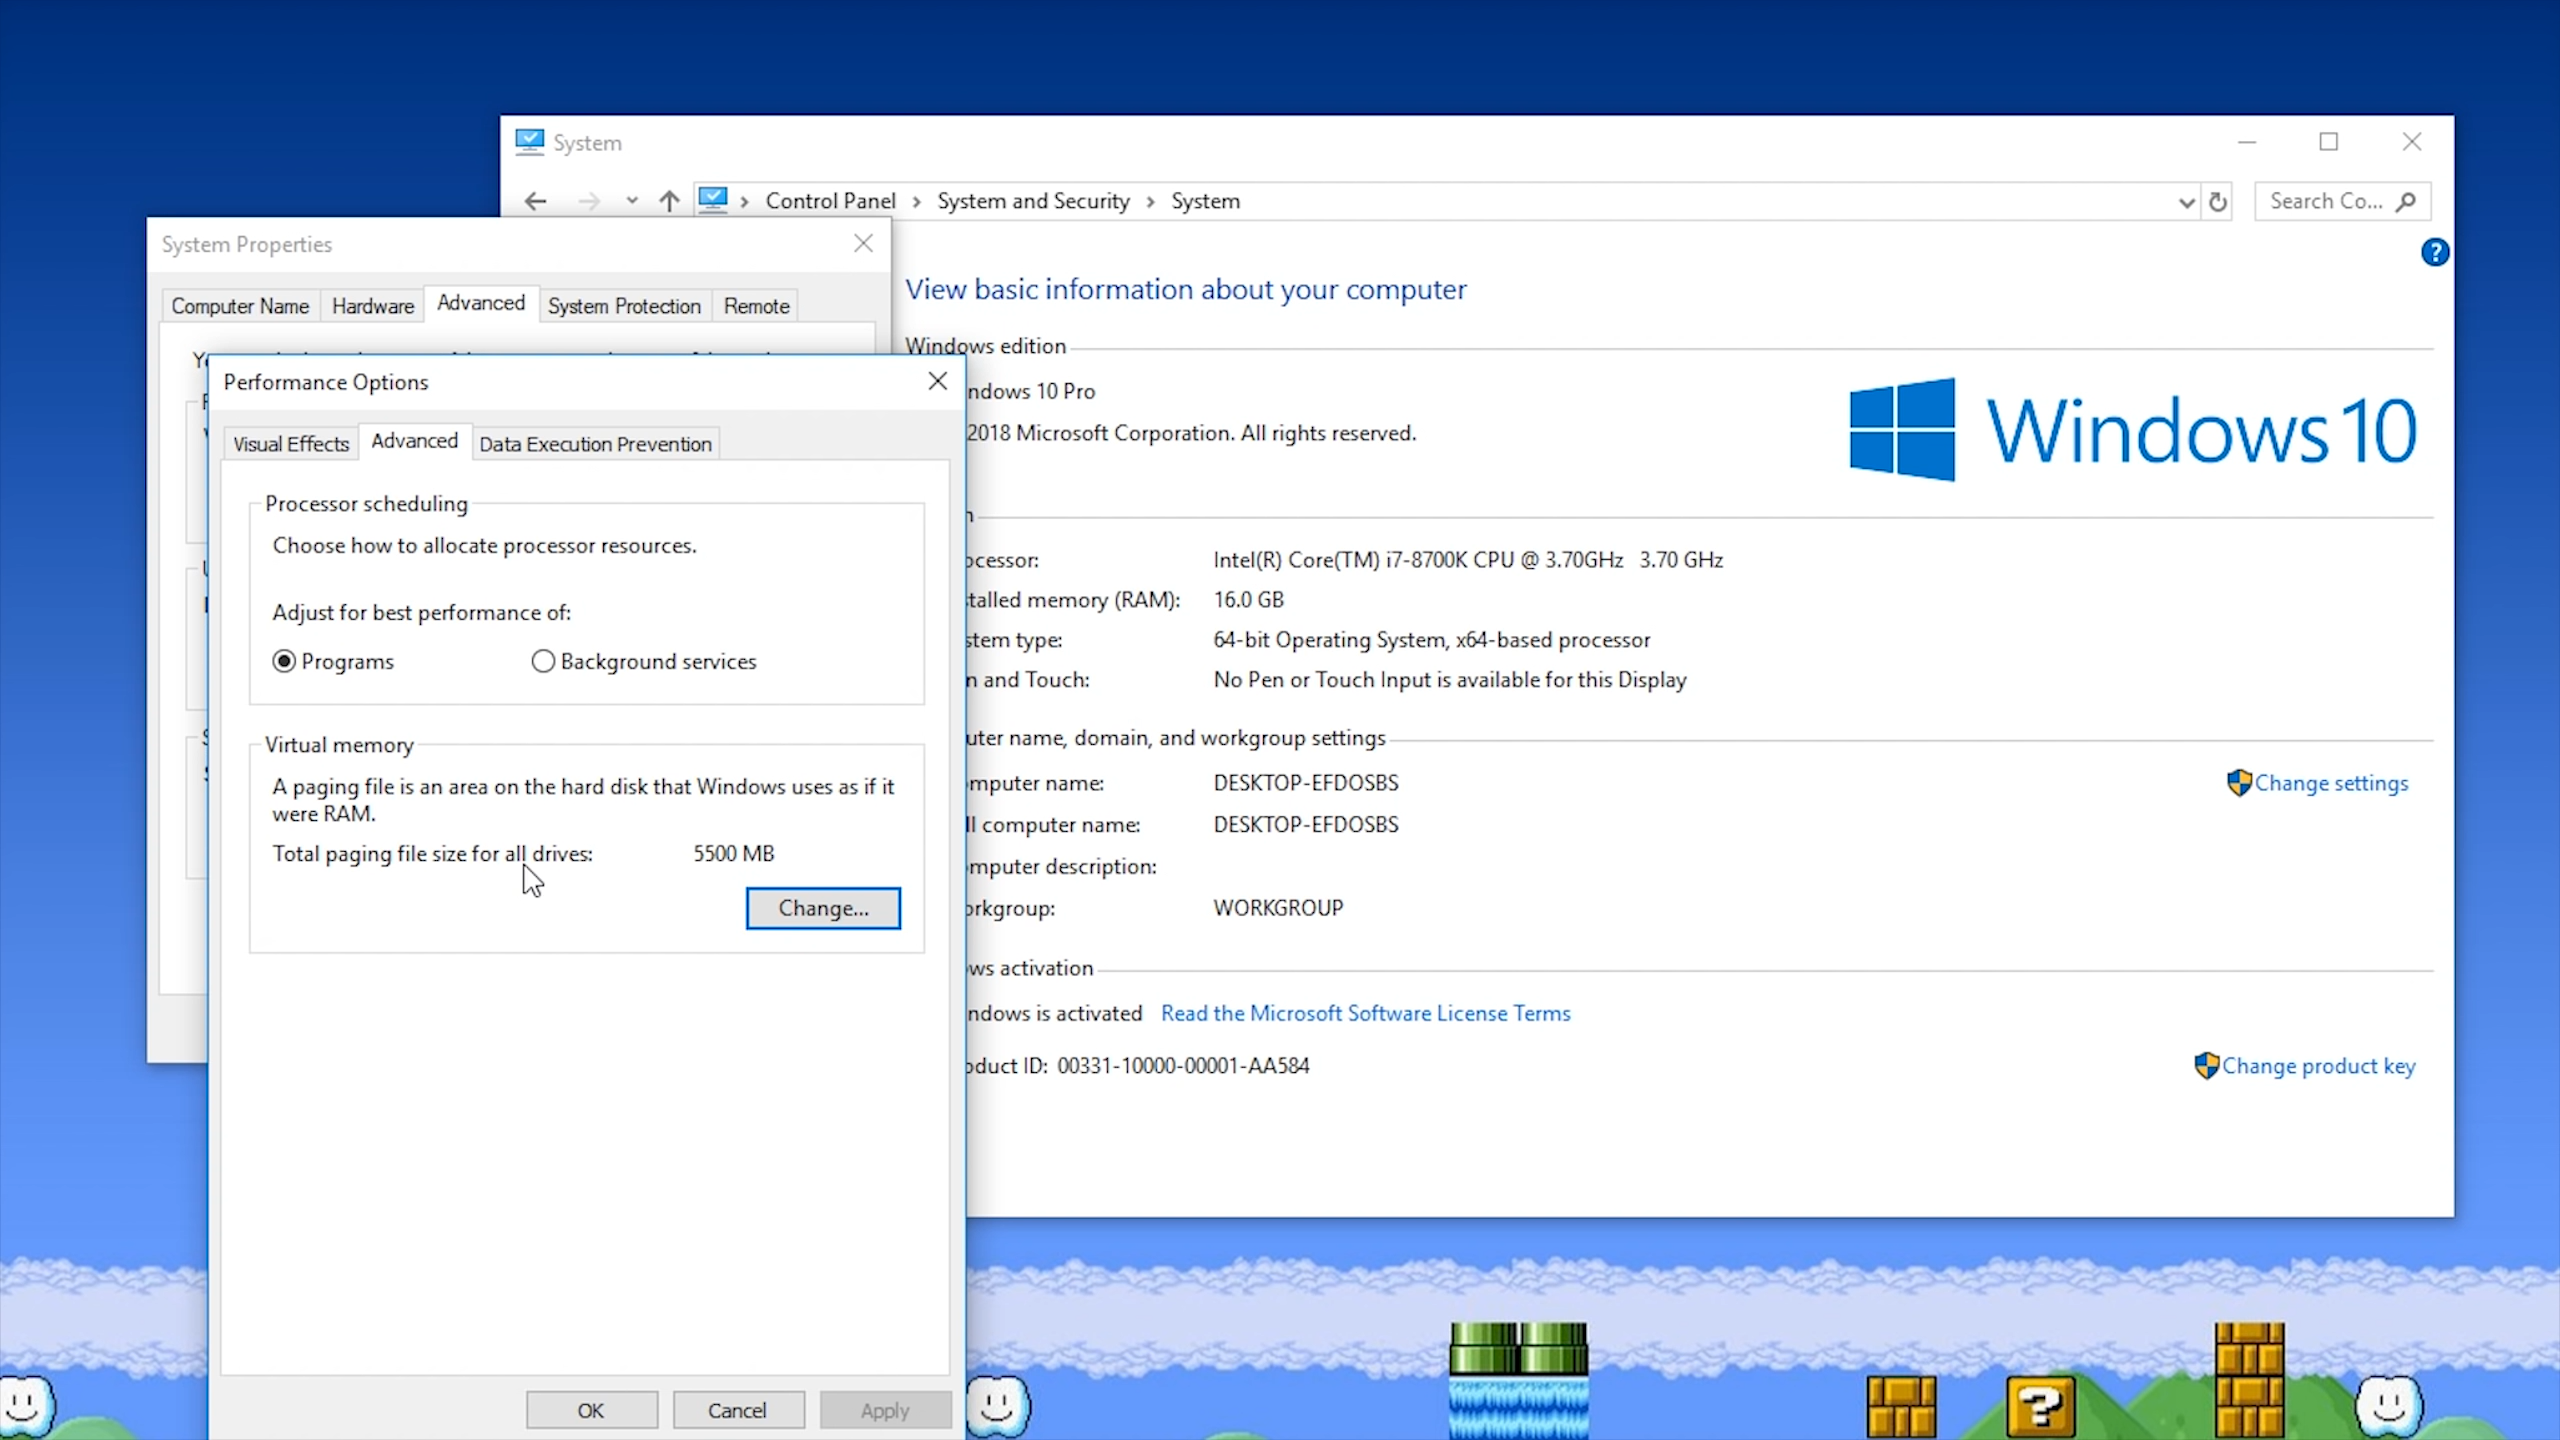 System
Control Panel > System and Security > System
Search Co...
System Properties
Computer Name Hardware Advanced System Protection Remote
Performance Options
Visual Effects Advanced Data Execution Prevention
Processor scheduling
Choose how to allocate processor resources.
Adjust for best performance of:
Programs Background services
Virtual memory
A paging file is an area on the hard disk that Windows uses as if it
were RAM.
Total paging file size for all drives: 5500 MB
Change...
OK Cancel Apply
View basic information about your computer
Windows edition
ndows 10 Pro
2018 Microsoft Corporation. All rights reserved.
Windows 10
ocessor: Intel(R) Core(TM) i7-8700K CPU @ 3.70GHz 3.70 GHz
talled memory (RAM): 16.0 GB
stem type: 64-bit Operating System, x64-based processor
n and Touch: No Pen or Touch Input is available for this Display
uter name, domain, and workgroup settings
mputer name: DESKTOP-EFDOSBS
Change settings
ll computer name: DESKTOP-EFDOSBS
mputer description:
orkgroup: WORKGROUP
ws activation
ndows is activated Read the Microsoft Software License Terms
oduct ID: 00331-10000-00001-AA584
Change product key
?